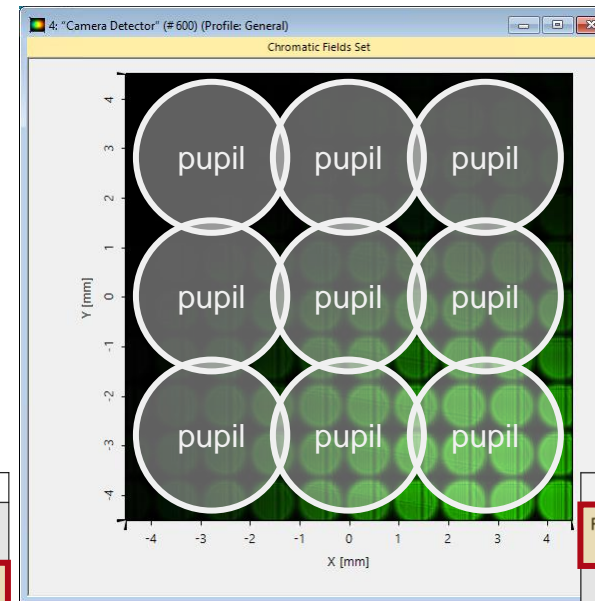 4: "Camera Detector" (# 600) (Profile: General)
Chromatic Fields Set
4
pupil pupil pupil
3
2
1
Y [mm]
0
pupil pupil pupil
-1
-2
-3
pupil pupil pupil
-4
-4 -3 -2 -1 0 1 2 3 4
X [mm]